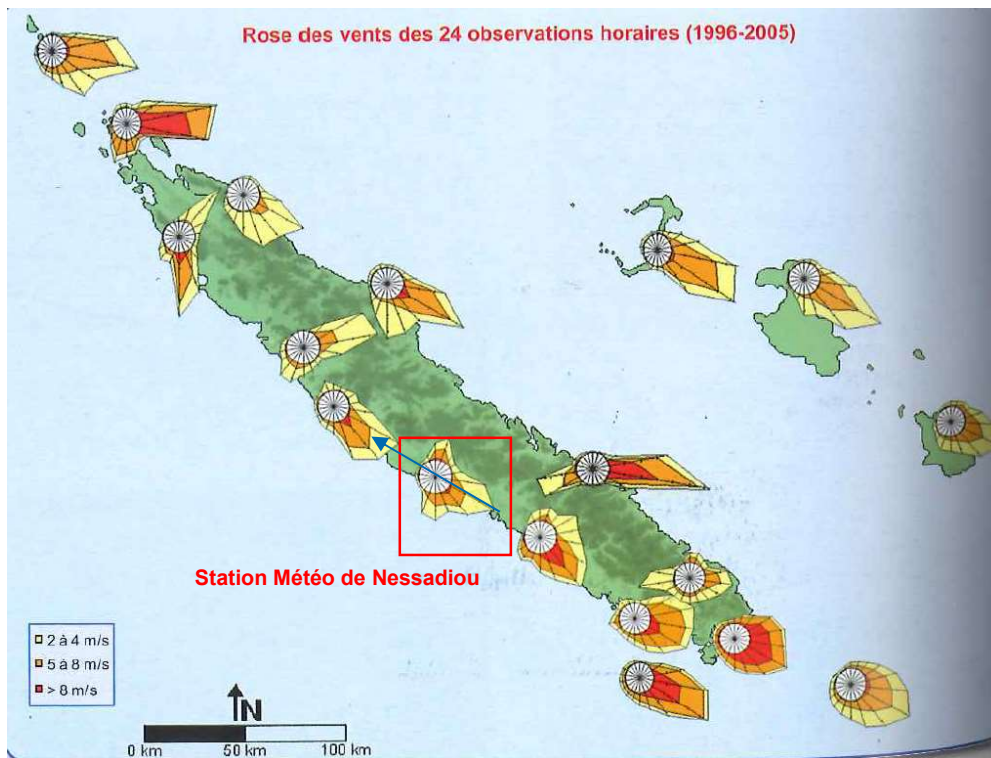 Rose des vents des 24 observations horaires (1996-2005)
Station Météo de Nessadiou
2 à 4 m/s
5 à 8 m/s
> 8 m/s
N
0 km 50 km 100 km